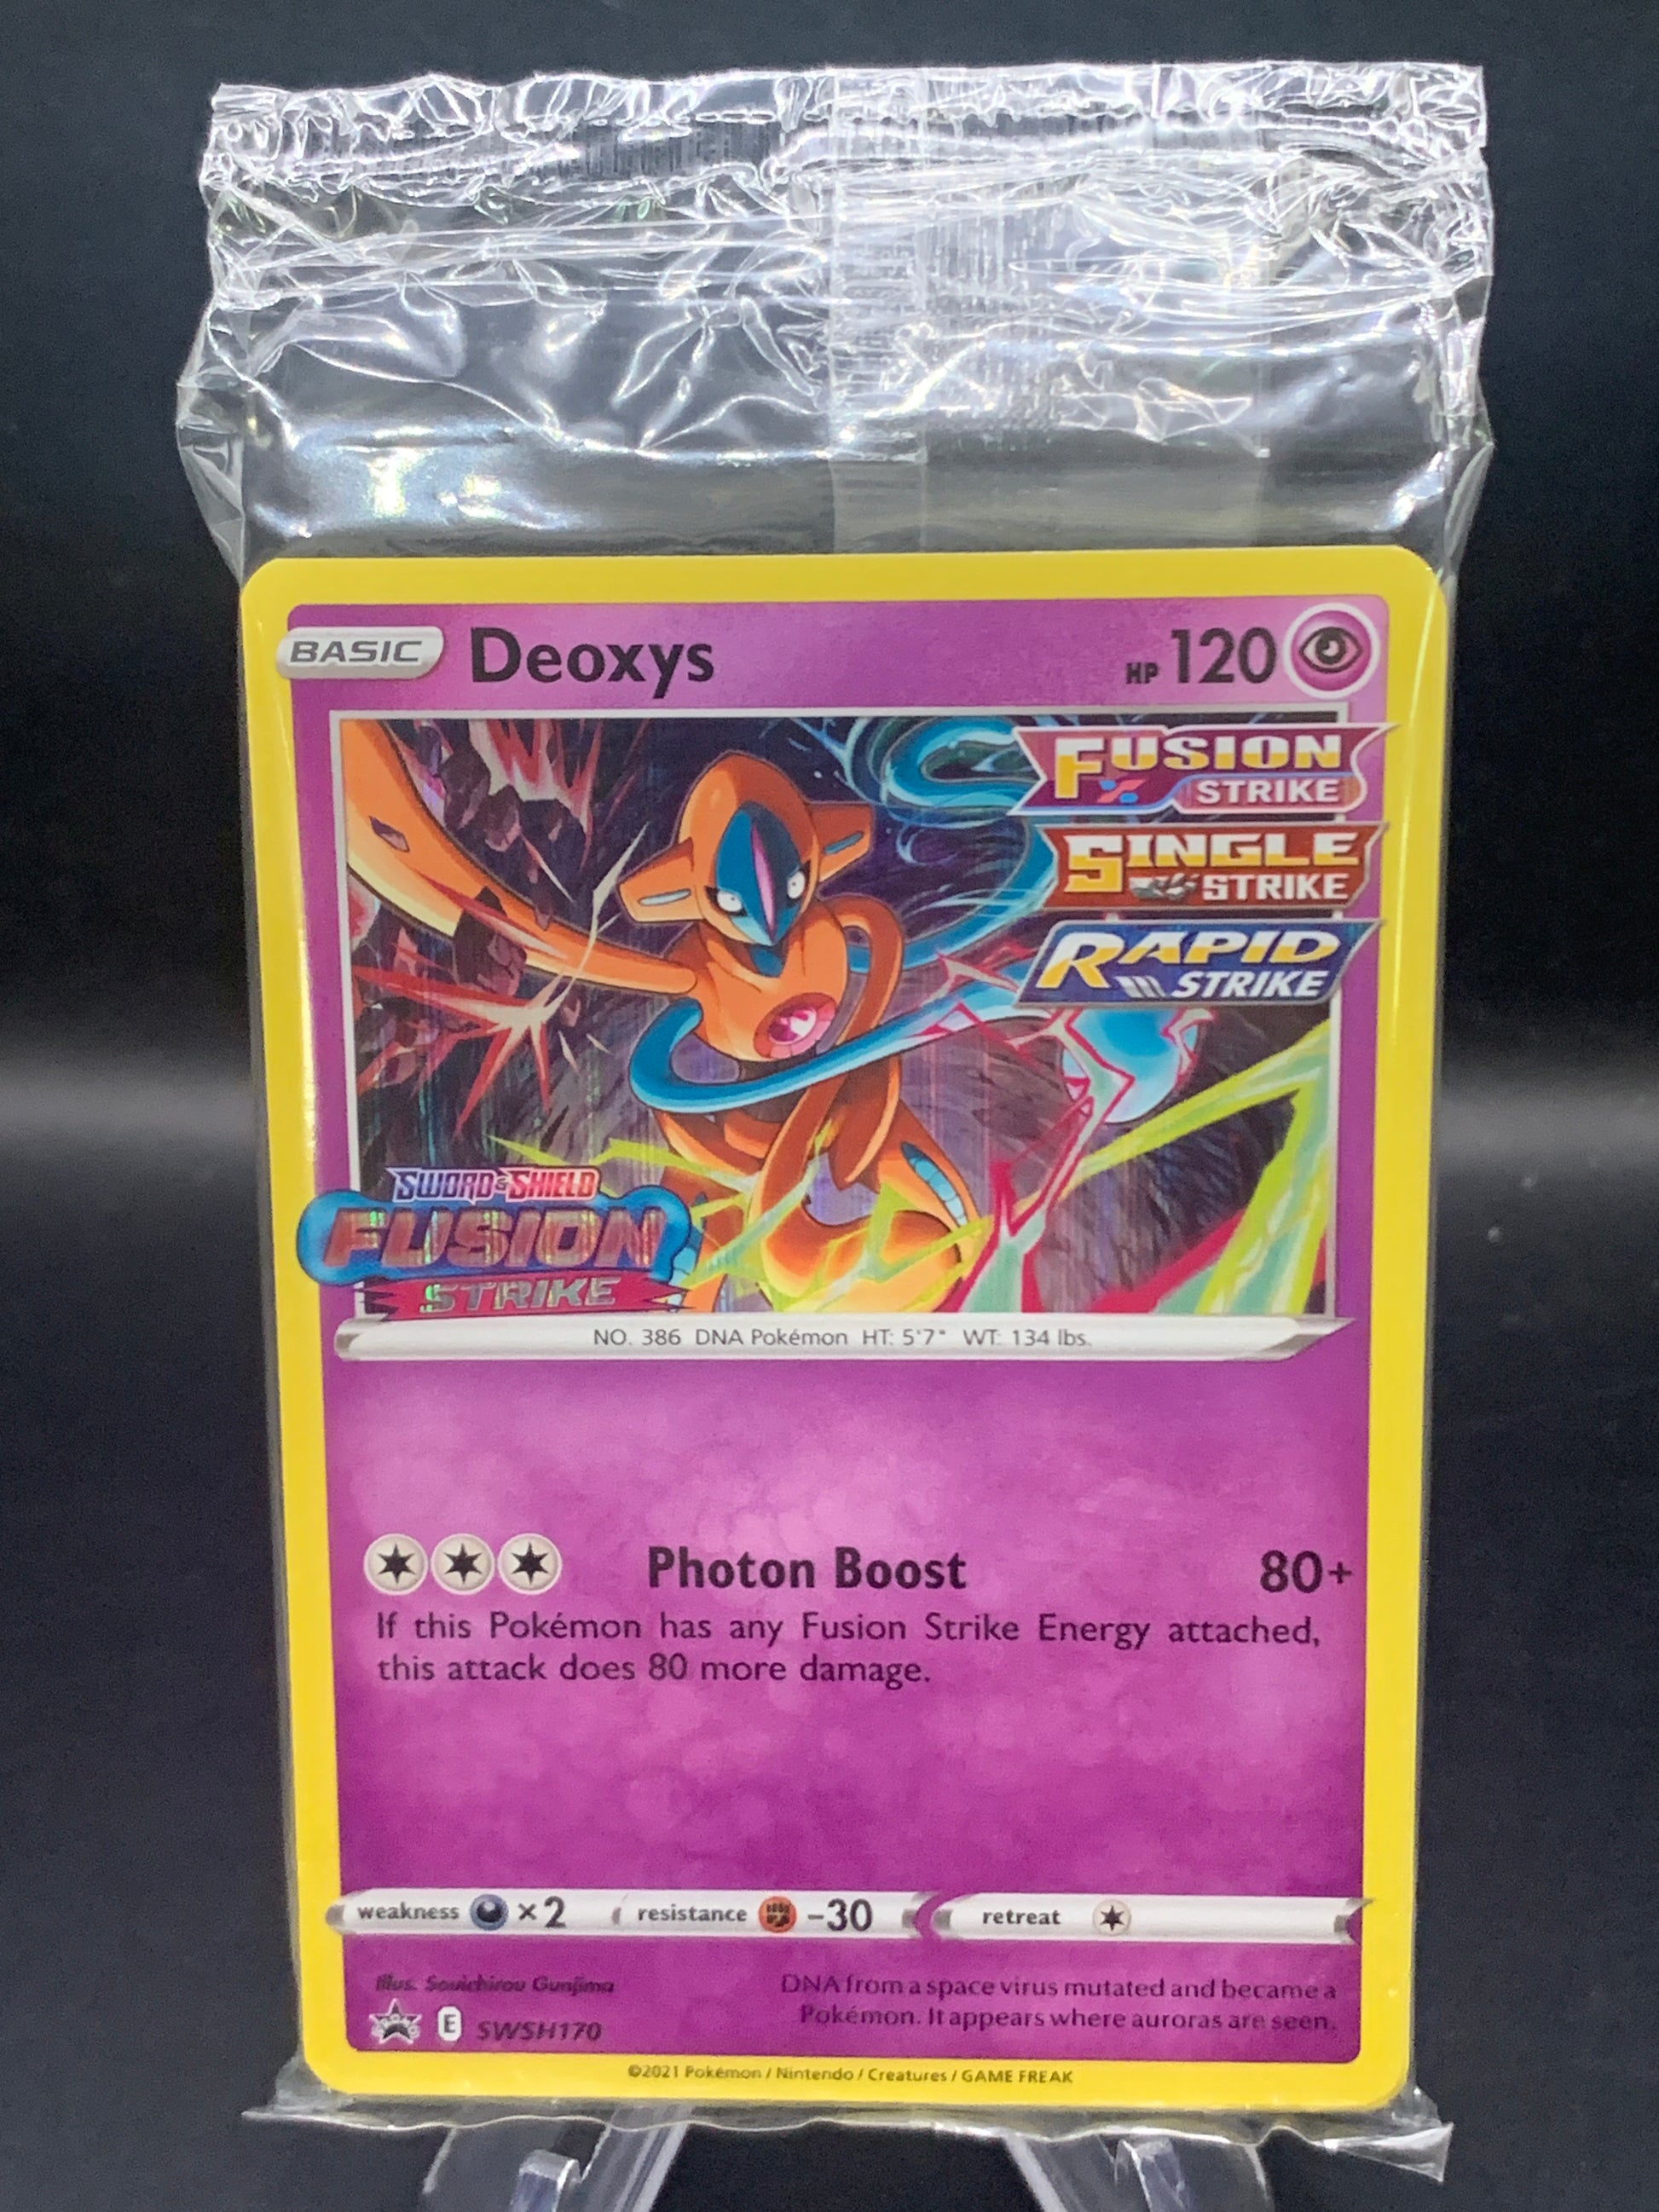 BASIC Deoxys HP 120
FUSION
STRIKE
SINGLE
STRIKE
RAPID
STRIKE
SWORD & SHIELD
FUSION
STRIKE
NO. 386 DNA Pokémon HT: 5'7" WT: 134 lbs.
Photon Boost 80+
If this Pokémon has any Fusion Strike Energy attached,
this attack does 80 more damage.
weakness ×2 resistance -30 retreat
Illus. Souichirou Gunjima
DNA from a space virus mutated and became a
Pokémon. It appears where auroras are seen.
E SWSH170
©2021 Pokémon / Nintendo / Creatures / GAME FREAK